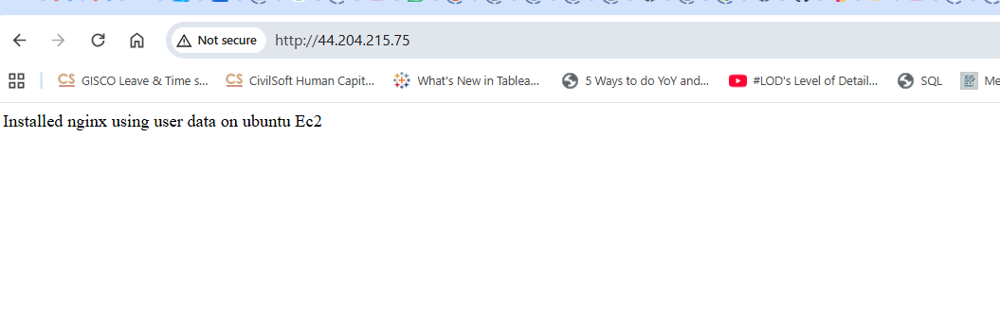 Not secure http://44.204.215.75
GISCO Leave & Time s... CivilSoft Human Capit... What's New in Tablea... 5 Ways to do YoY and... #LOD's Level of Detail... SQL Me
Installed nginx using user data on ubuntu Ec2